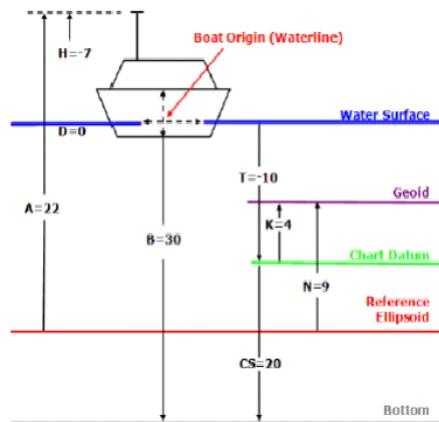 H=-7
Boat Origin (Waterline)
Water Surface
D=0
T=-10
Geoid
A=22
K=4
B=30
Chart Datum
N=9
Reference
Ellipsoid
CS=20
Bottom